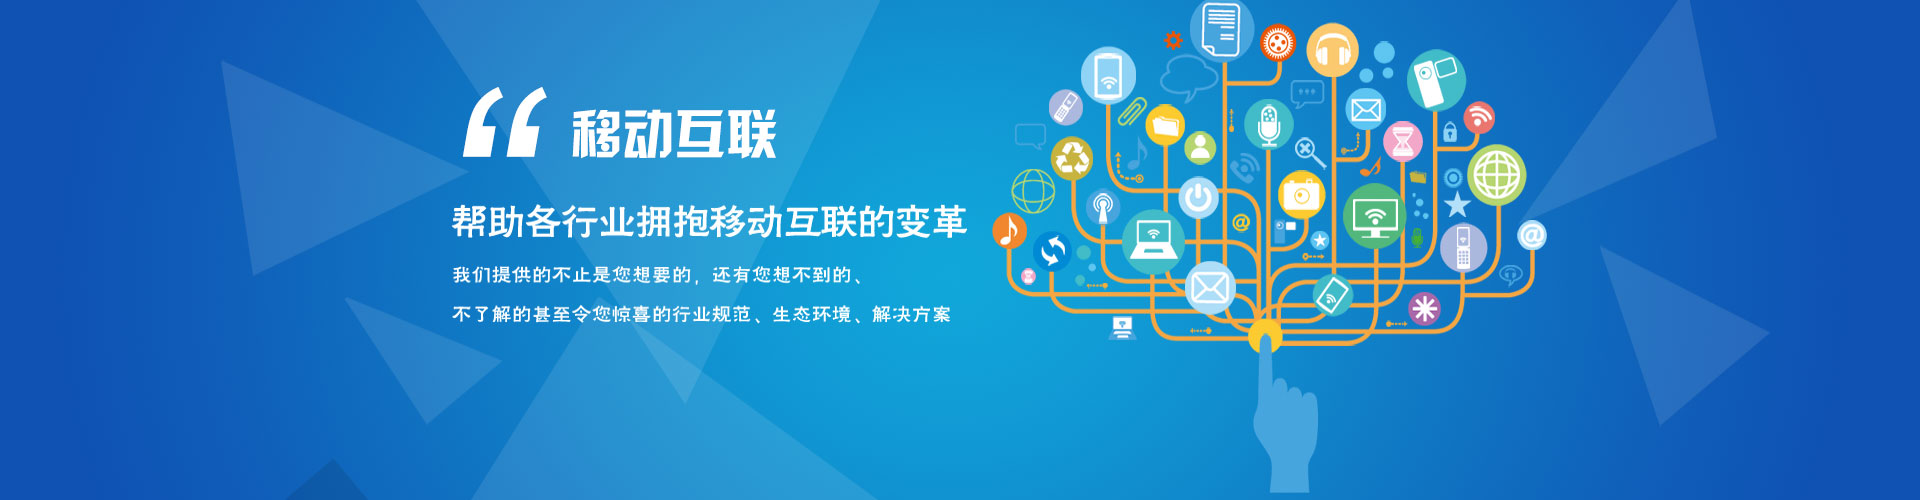 “ 移动互联
帮助各行业拥抱移动互联的变革
我们提供的不止是您想要的，还有您想不到的、
不了解的甚至令您惊喜的行业规范、生态环境、解决方案